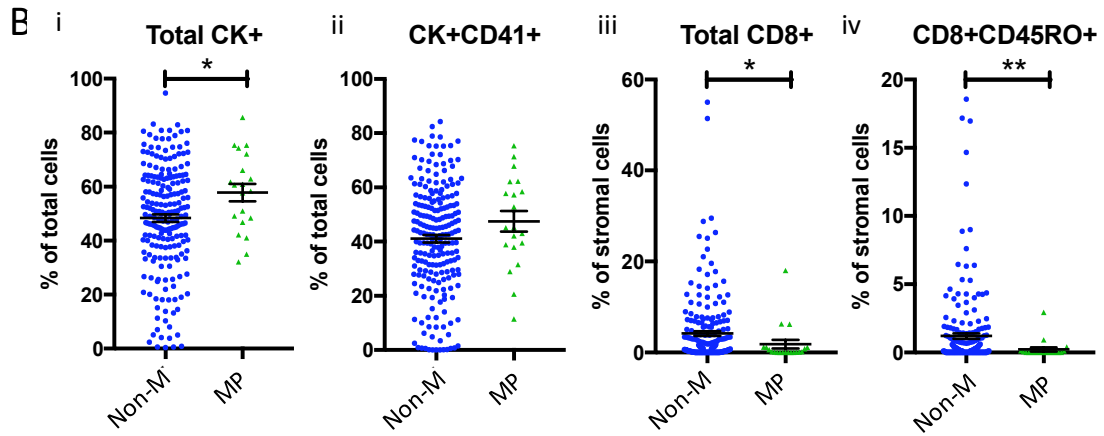 B
i
Total CK+
*
% of total cells
100
80
60
40
20
0
Non-M
MP
ii
CK+CD41+
% of total cells
100
80
60
40
20
0
Non-M
MP
iii
Total CD8+
*
% of stromal cells
60
40
20
0
Non-M
MP
iv
CD8+CD45RO+
**
% of stromal cells
20
15
10
5
0
Non-M
MP